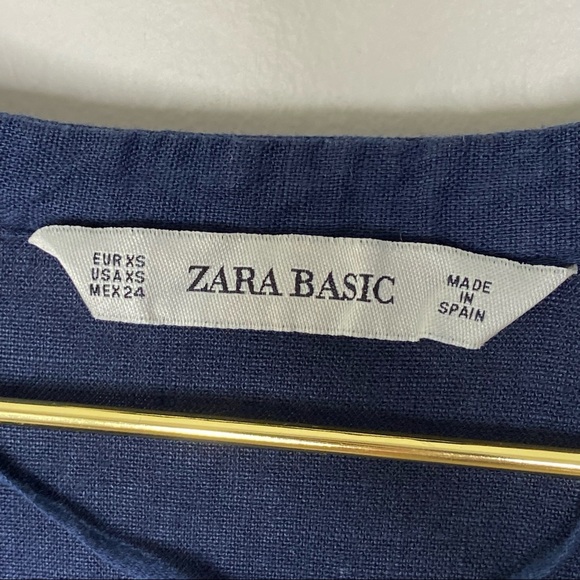 EUR XS
USA XS
MEX 24
ZARA BASIC
MADE
IN
SPAIN